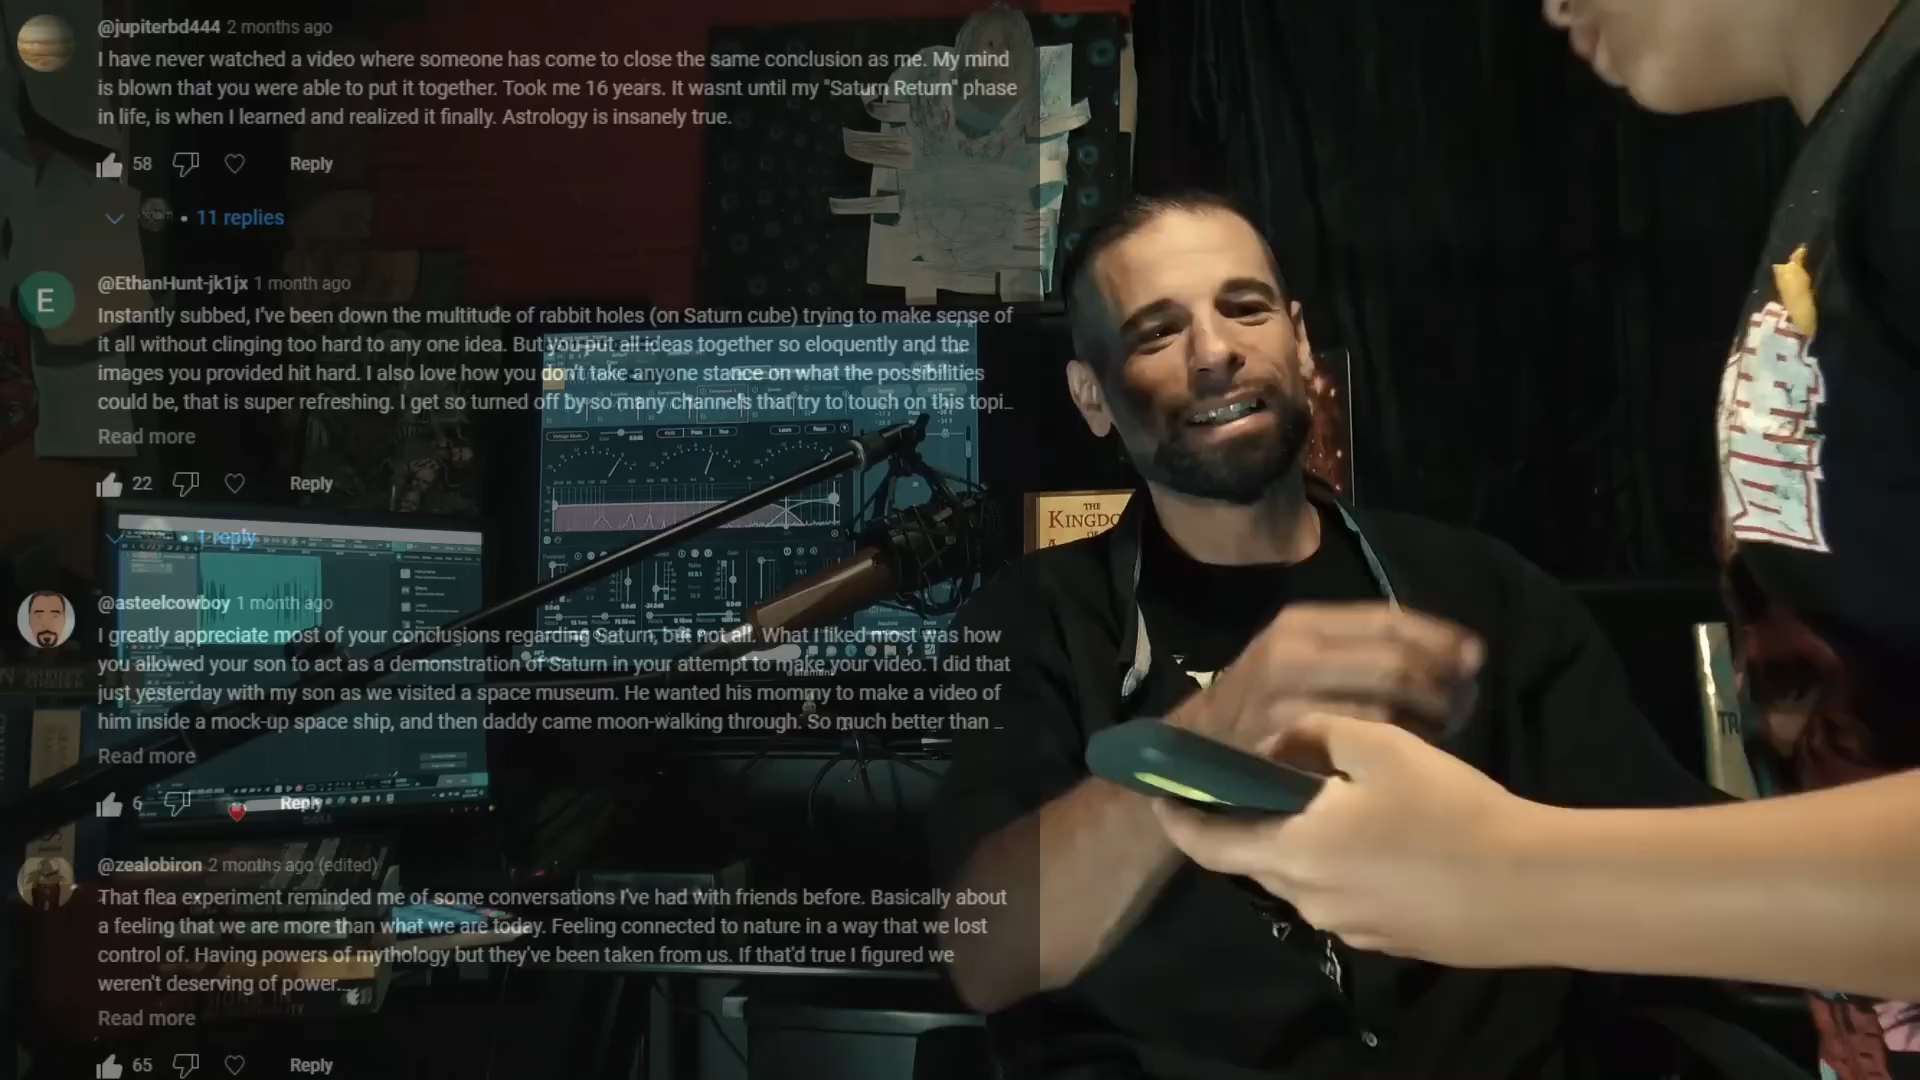 @jupiterbd444 2 months ago
I have never watched a video where someone has come to close the same conclusion as me. My mind
is blown that you were able to put it together. Took me 16 years. It wasnt until my "Saturn Return" phase
in life, is when I learned and realized it finally. Astrology is insanely true.
58 Reply
11 replies
E
@EthanHunt-jk1jx 1 month ago
Instantly subbed, I've been down the multitude of rabbit holes (on Saturn cube) trying to make sense of
it all without clinging too hard to any one idea. But you put all ideas together so eloquently and the
images you provided hit hard. I also love how you don't take anyone stance on what the possibilities
could be, that is super refreshing. I get so turned off by so many channels that try to touch on this topi...
Read more
22 Reply
1 reply
@asteelcowboy 1 month ago
I greatly appreciate most of your conclusions regarding Saturn, but not all. What I liked most was how
you allowed your son to act as a demonstration of Saturn in your attempt to make your video. I did that
just yesterday with my son as we visited a space museum. He wanted his mommy to make a video of
him inside a mock-up space ship, and then daddy came moon-walking through. So much better than ...
Read more
6 Reply
@zealobiron 2 months ago (edited)
That flea experiment reminded me of some conversations I've had with friends before. Basically about
a feeling that we are more than what we are today. Feeling connected to nature in a way that we lost
control of. Having powers of mythology but they've been taken from us. If that'd true I figured we
weren't deserving of power...
Read more
65 Reply
THE
KINGDO
DELL
TR